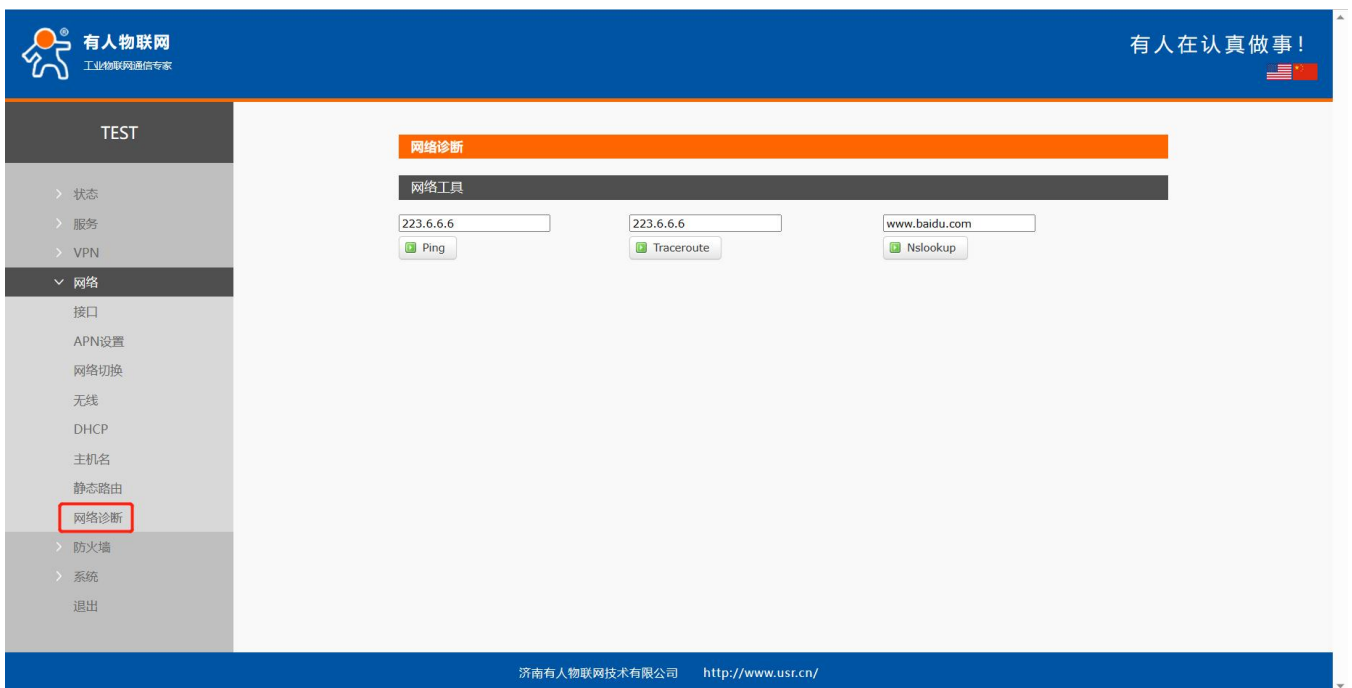 有人物联网
工业物联网通信专家
有人在认真做事!
TEST
状态
服务
VPN
网络
接口
APN设置
网络切换
无线
DHCP
主机名
静态路由
网络诊断
防火墙
系统
退出
网络诊断
网络工具
223.6.6.6 223.6.6.6 www.baidu.com
Ping Traceroute Nslookup
济南有人物联网技术有限公司 http://www.usr.cn/